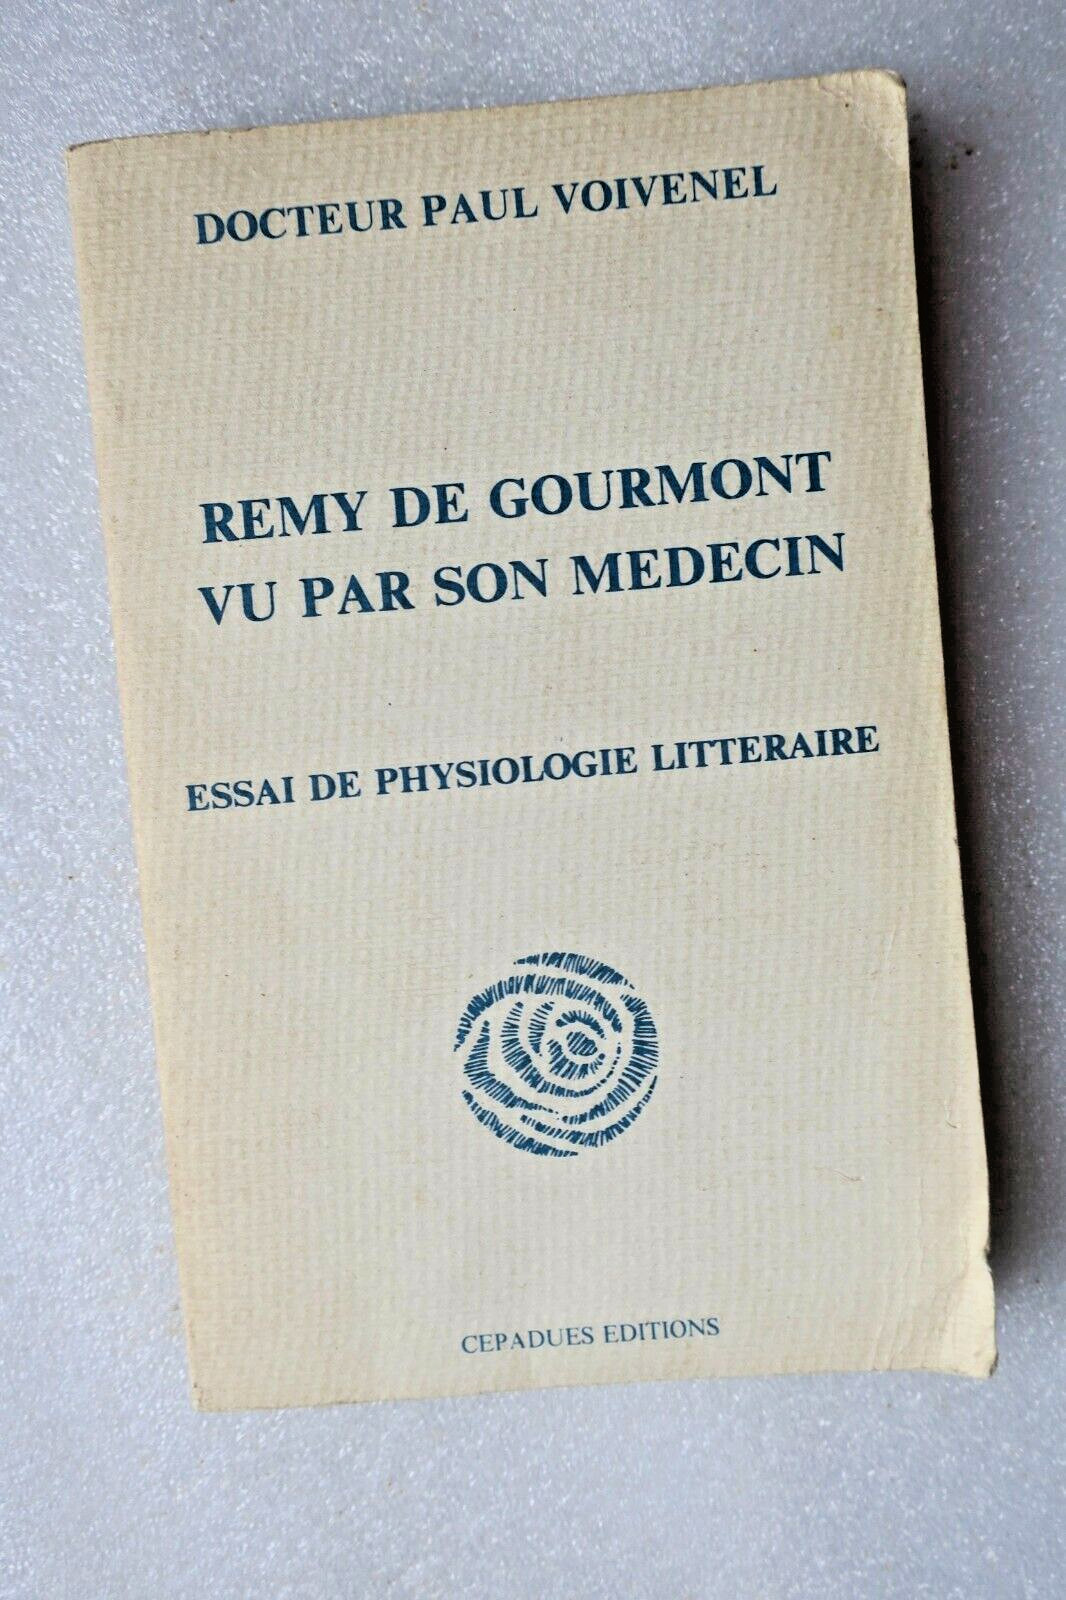 DOCTEUR PAUL VOIVENEL
REMY DE GOURMONT
VU PAR SON MEDECIN
ESSAI DE PHYSIOLOGIE LITTERAIRE
CEPADUES EDITIONS